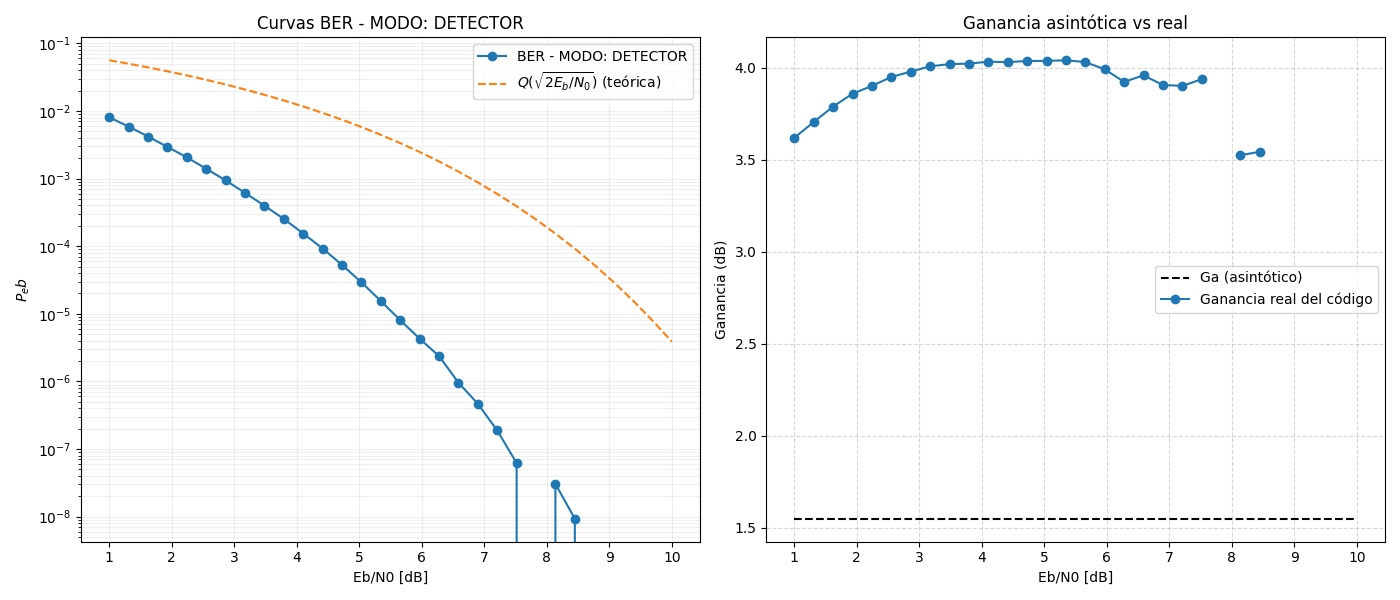 Curvas BER - MODO: DETECTOR
BER - MODO: DETECTOR
Q(√2E_b/N_0) (teórica)
P_eb
10^−1
10^−2
10^−3
10^−4
10^−5
10^−6
10^−7
10^−8
1 2 3 4 5 6 7 8 9 10
Eb/N0 [dB]
Ganancia asintótica vs real
Ganancia (dB)
4.0
3.5
3.0
2.5
2.0
1.5
Ga (asintótico)
Ganancia real del código
1 2 3 4 5 6 7 8 9 10
Eb/N0 [dB]